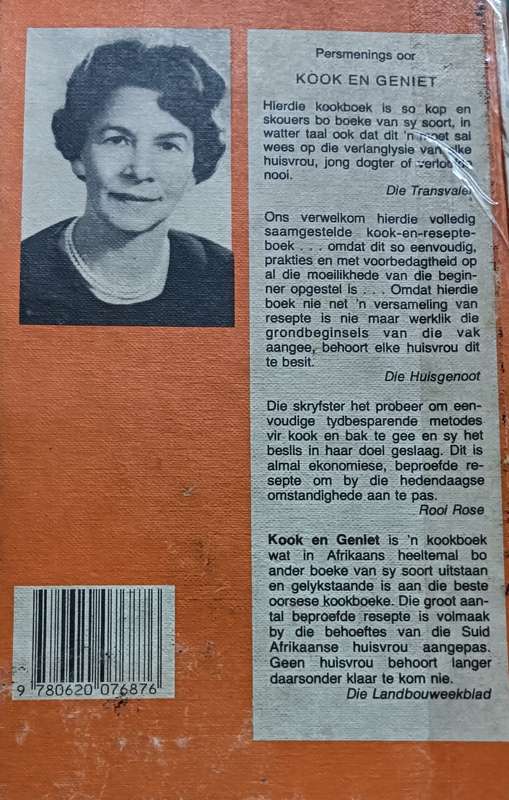 Persmenings oor
KOOK EN GENIET
Hierdie kookboek is so kop en
skouers bo boeke van sy soort, in
watter taal ook dat dit 'n moet sal
wees op die verlanglysie van elke
huisvrou, jong dogter of verloofde
nooi.
Die Transvaler
Ons verwelkom hierdie volledig
saamgestelde kook-en-resepte-
boek . . . omdat dit so eenvoudig,
prakties en met voorbedagtheid op
al die moeilikhede van die begin-
ner opgestel is . . . Omdat hierdie
boek nie net 'n versameling van
resepte is nie maar werklik die
grondbeginsels van die vak
aangee, behoort elke huisvrou dit
te besit.
Die Huisgenoot
Die skryfster het probeer om een-
voudige tydbesparende metodes
vir kook en bak te gee en sy het
beslis in haar doel geslaag. Dit is
almal ekonomiese, beproefde re-
septe om by die hedendaagse
omstandighede aan te pas.
Rooi Rose
Kook en Geniet is 'n kookboek
wat in Afrikaans heeltemal bo
ander boeke van sy soort uitstaan
en gelykstaande is aan die beste
oorsese kookboeke. Die groot aan-
tal beproefde resepte is volmaak
by die behoeftes van die Suid
Afrikaanse huisvrou aangepas.
Geen huisvrou behoort langer
daarsonder klaar te kom nie.
Die Landbouweekblad
9 780620 076876